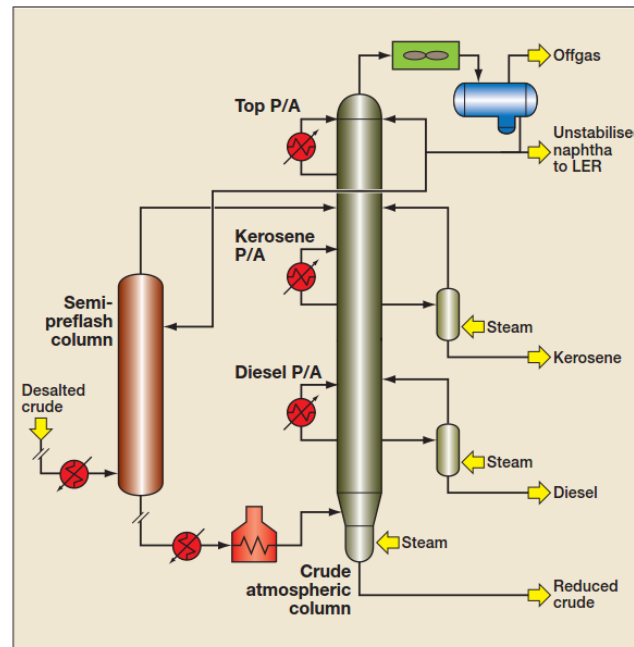 Offgas
Top P/A
Unstabilised
naphtha
to LER
Kerosene
P/A
Semi-
preflash
column
Steam
Kerosene
Diesel P/A
Desalted
crude
Steam
Diesel
Steam
Crude
atmospheric
column
Reduced
crude